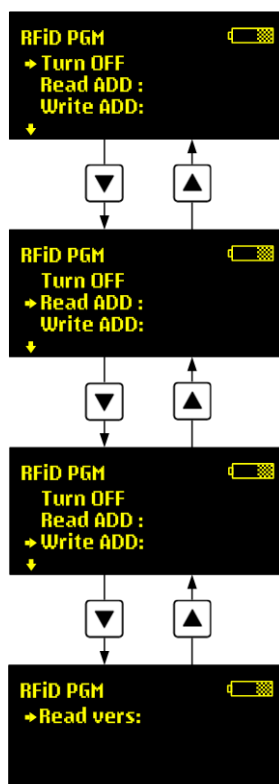 RFiD PGM
Turn OFF
Read ADD :
Write ADD:
RFiD PGM
Turn OFF
Read ADD :
Write ADD:
RFiD PGM
Turn OFF
Read ADD :
Write ADD:
RFiD PGM
Read vers: